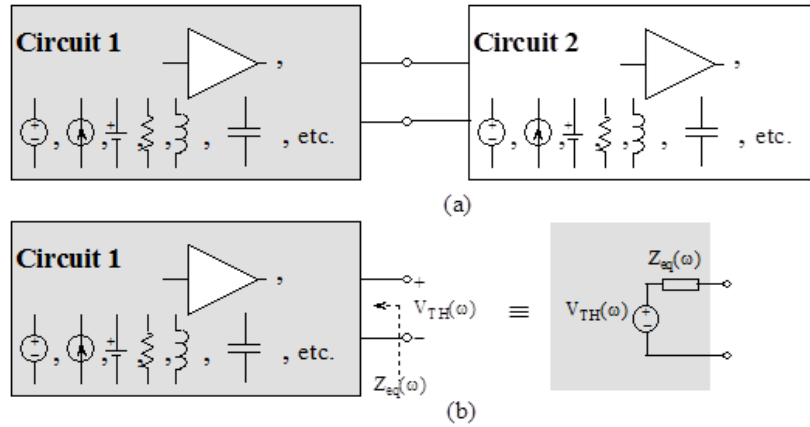 Circuit 1
,
+ − , , + , , , , etc.
Circuit 2
,
+ − , , + , , , , etc.
(a)
Circuit 1
,
+ − , , + , , , , etc.
+
V_TH(ω)
−
Z_eq(ω)
≡
Z_eq(ω)
V_TH(ω) + −
(b)